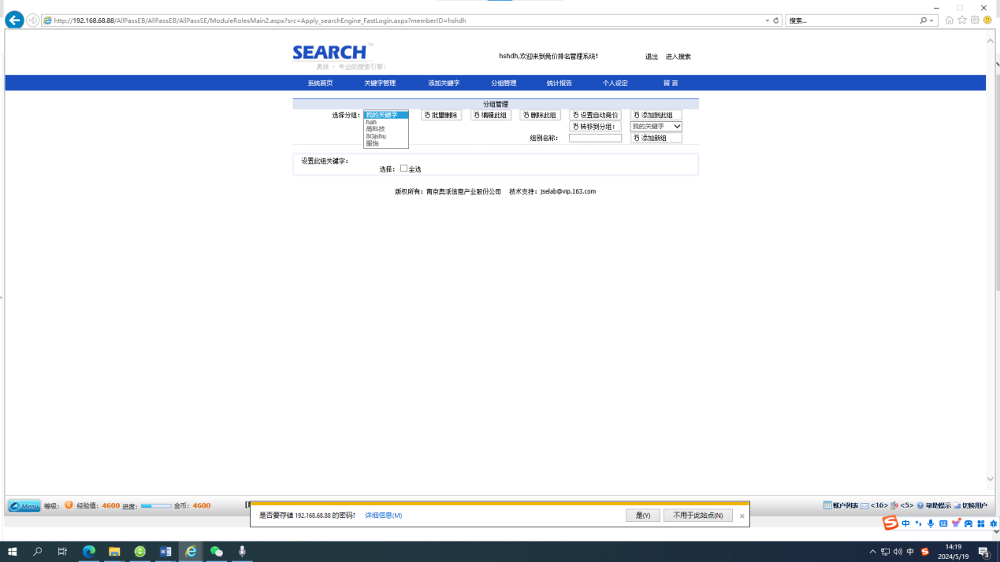 http://192.168.68.88/AllPassEB/AllPassEB/AllPassSE/ModuleRolesMain2.aspx?src=Apply_searchEngine_FastLogin.aspx?memberID=hshdh
搜索...
SEARCH™
奥派 - 专业的搜索引擎!
hshdh,欢迎来到竞价排名管理系统!
退出 进入搜索
系统首页 关键字管理 添加关键字 分组管理 统计报告 个人设定 留 言
分组管理
选择分组: 我的关键字 批量删除 编辑此组 删除此组 设置自动竞价 添加到此组
hah
高科技
8Gjshu
服饰
转移到分组: 我的关键字
组别名称: 添加新组
设置此组关键字:
选择: 全选
版权所有:南京奥派信息产业股份公司 技术支持:jselab@vip.163.com
Menu 等级: 经验值: 4600 进度: 金币: 4600
账户列表 <16> <5> 帮助提示 切换用户
是否要存储 192.168.68.88 的密码? 详细信息(M) 是(Y) 不用于此站点(N) ×
中
中
14:19
2024/5/19
3